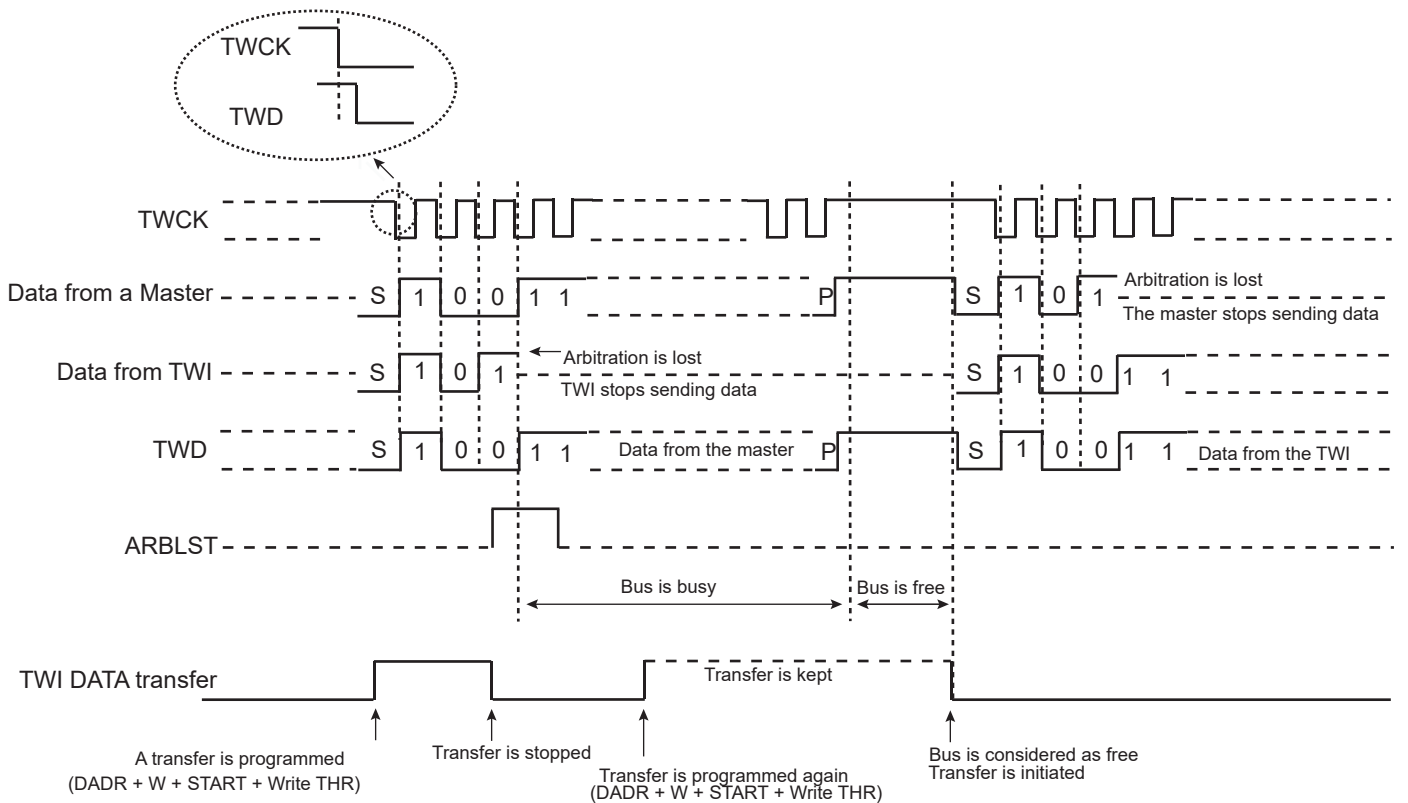 TWCK
TWD
TWCK
Data from a Master S 1 0 0 1 1 P S 1 0 1 Arbitration is lost
The master stops sending data
Data from TWI S 1 0 1 Arbitration is lost S 1 0 0 1 1
TWI stops sending data
TWD S 1 0 0 1 1 Data from the master P S 1 0 0 1 1 Data from the TWI
ARBLST
Bus is busy Bus is free
TWI DATA transfer Transfer is kept
A transfer is programmed
(DADR + W + START + Write THR)
Transfer is stopped
Transfer is programmed again
(DADR + W + START + Write THR)
Bus is considered as free
Transfer is initiated